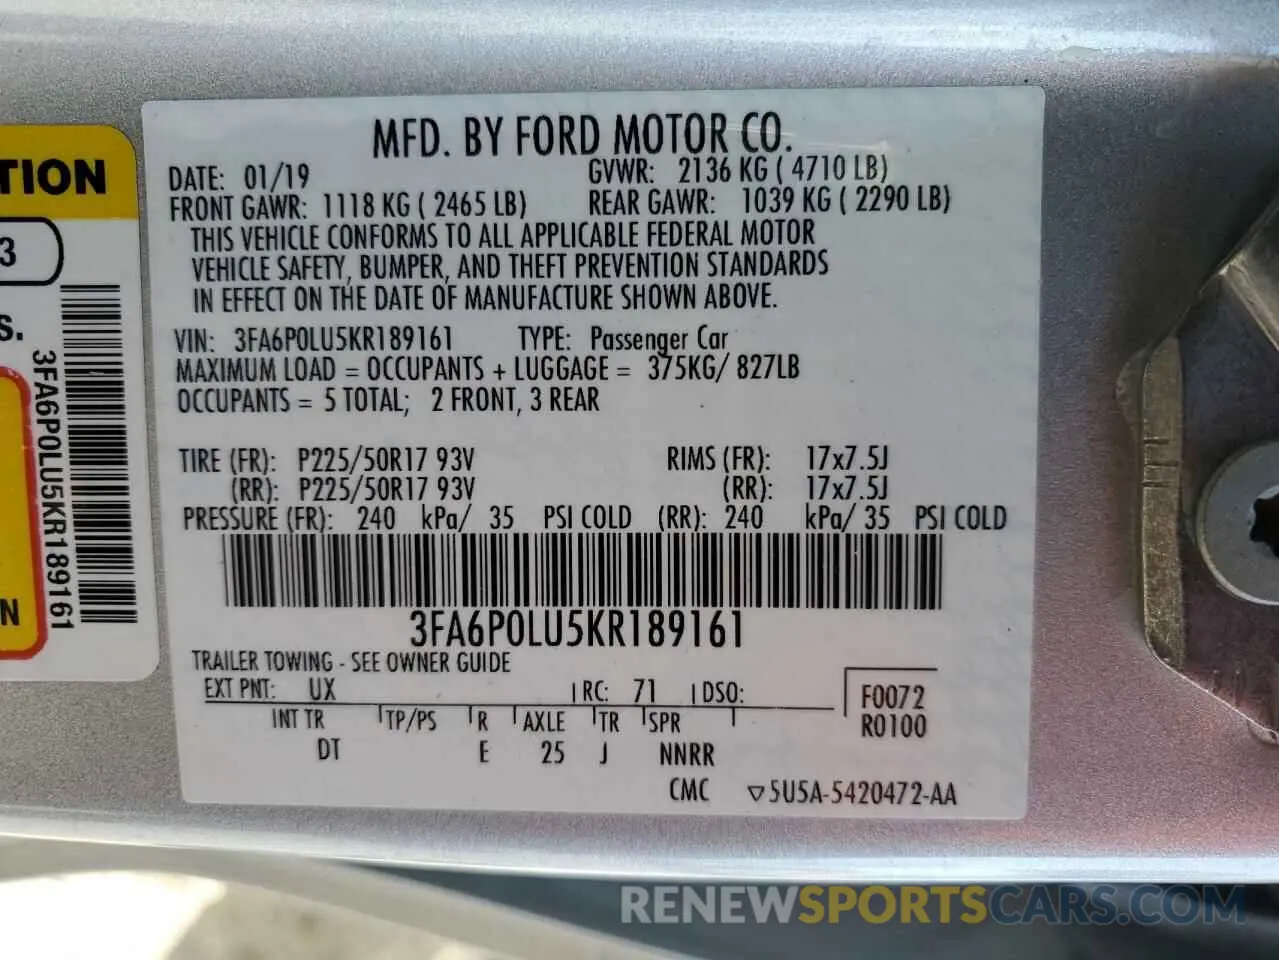 MFD. BY FORD MOTOR CO.
DATE: 01/19 GVWR: 2136 KG ( 4710 LB)
FRONT GAWR: 1118 KG ( 2465 LB) REAR GAWR: 1039 KG ( 2290 LB)
THIS VEHICLE CONFORMS TO ALL APPLICABLE FEDERAL MOTOR
VEHICLE SAFETY, BUMPER, AND THEFT PREVENTION STANDARDS
IN EFFECT ON THE DATE OF MANUFACTURE SHOWN ABOVE.
VIN: 3FA6P0LU5KR189161 TYPE: Passenger Car
MAXIMUM LOAD = OCCUPANTS + LUGGAGE = 375KG/ 827LB
OCCUPANTS = 5 TOTAL; 2 FRONT, 3 REAR
TIRE (FR): P225/50R17 93V RIMS (FR): 17x7.5J
(RR): P225/50R17 93V (RR): 17x7.5J
PRESSURE (FR): 240 kPa/ 35 PSI COLD (RR): 240 kPa/ 35 PSI COLD
3FA6P0LU5KR189161
TRAILER TOWING - SEE OWNER GUIDE
EXT PNT: UX RC: 71 DSO: F0072
INT TR TP/PS R AXLE TR SPR R0100
DT E 25 J NNRR
CMC ▽5U5A-5420472-AA
TION
3
S.
3FA6P0LU5KR189161
N
RENEWSPORTSCARS.COM